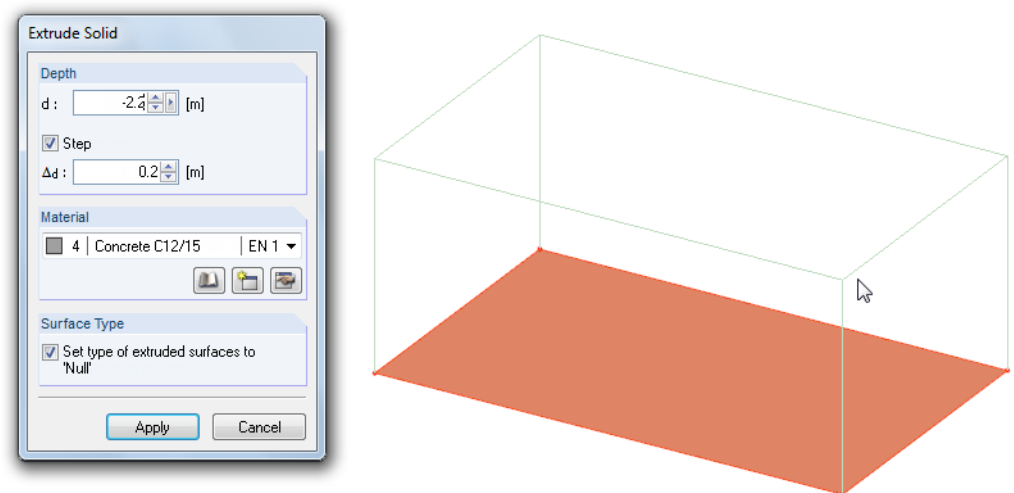 Extrude Solid
Depth
d : -2.2 [m]
Step
Δd : 0.2 [m]
Material
4 Concrete C12/15 EN 1
Surface Type
Set type of extruded surfaces to
'Null'
Apply Cancel